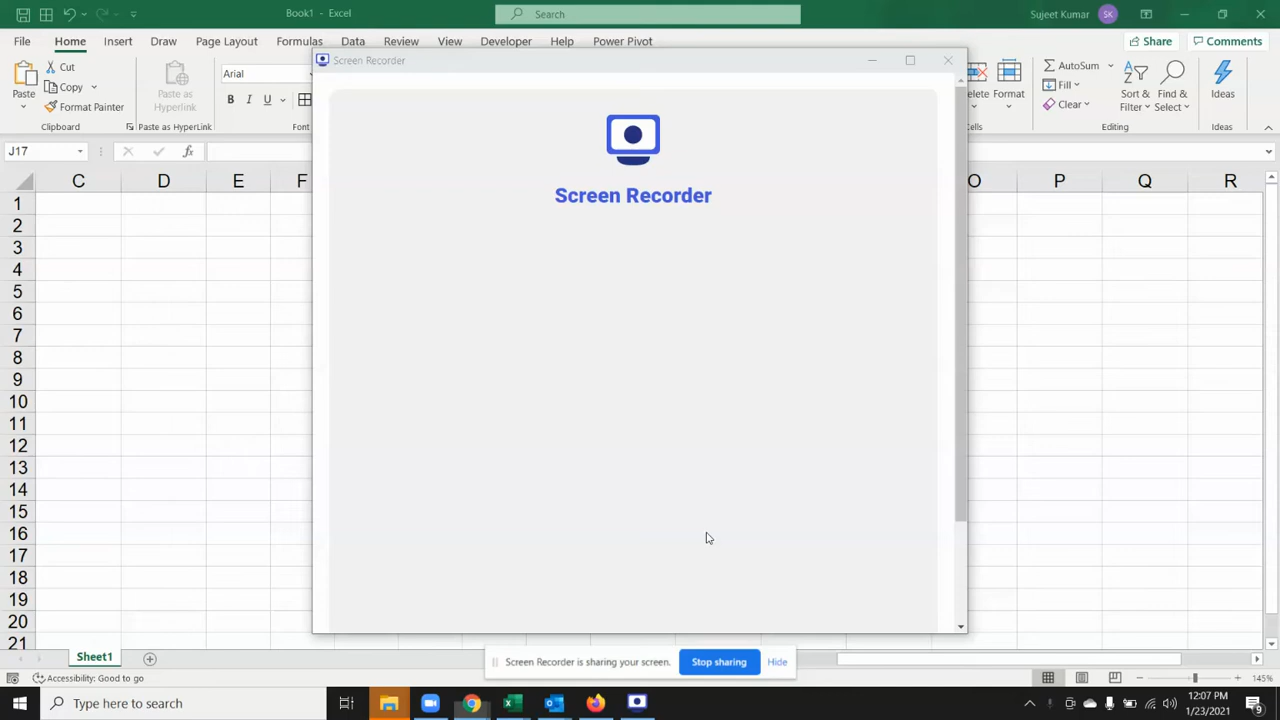 Book1 - Excel
Search
Sujeet Kumar
SK
File Home Insert Draw Page Layout Formulas Data Review View Developer Help Power Pivot
Share Comments
Screen Recorder
Paste
Cut
Copy
Format Painter
Clipboard
Paste as
Hyperlink
Paste as Hyperlink
Arial
B I U
Font
Format
AutoSum
Fill
Clear
Sort &
Filter
Find &
Select
Editing
Ideas
Ideas
J17
fx
C D E F O P Q R
Screen Recorder
1
2
3
4
5
6
7
8
9
10
11
12
13
14
15
16
17
18
19
20
21
Sheet1
Screen Recorder is sharing your screen. Stop sharing Hide
Accessibility: Good to go
145%
Type here to search
12:07 PM
1/23/2021